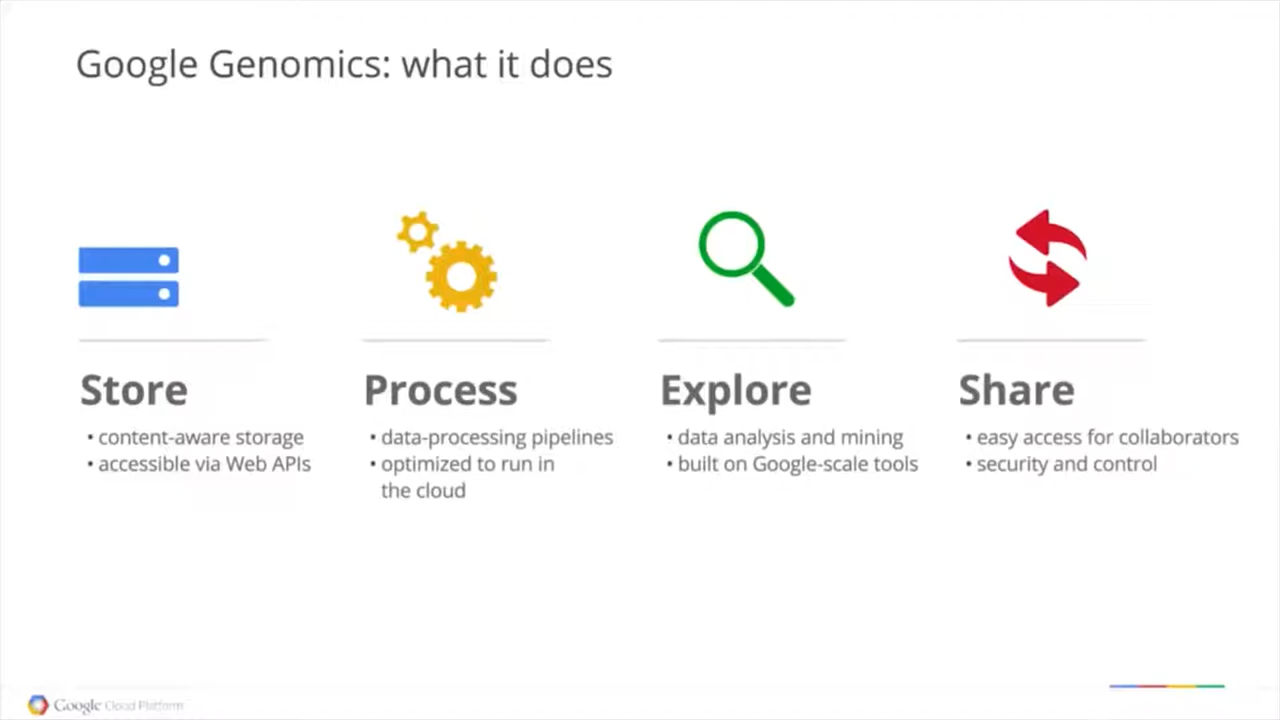 Google Genomics: what it does
Store
• content-aware storage
• accessible via Web APIs
Process
• data-processing pipelines
• optimized to run in
the cloud
Explore
• data analysis and mining
• built on Google-scale tools
Share
• easy access for collaborators
• security and control
Google Cloud Platform